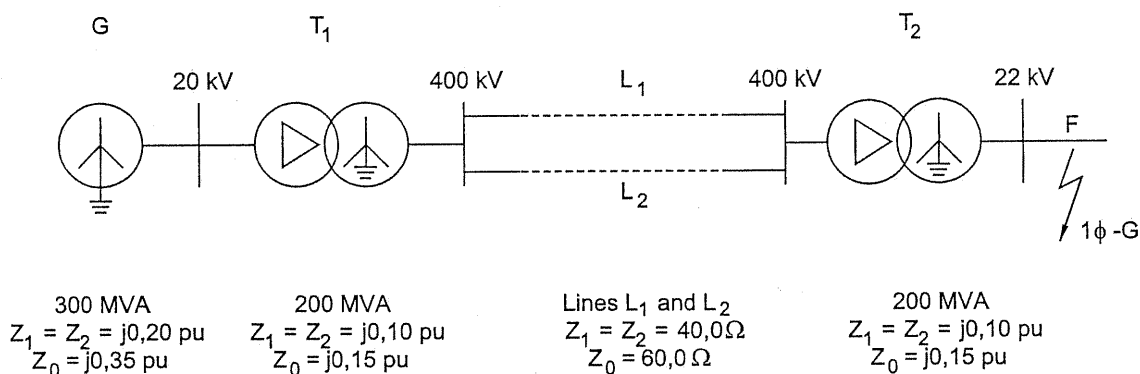 G
T1
T2
20 kV
400 kV
L1
400 kV
22 kV
F
L2
1ϕ -G
300 MVA
Z1 = Z2 = j0,20 pu
Z0 = j0,35 pu
200 MVA
Z1 = Z2 = j0,10 pu
Z0 = j0,15 pu
Lines L1 and L2
Z1 = Z2 = 40,0Ω
Z0 = 60,0 Ω
200 MVA
Z1 = Z2 = j0,10 pu
Z0 = j0,15 pu